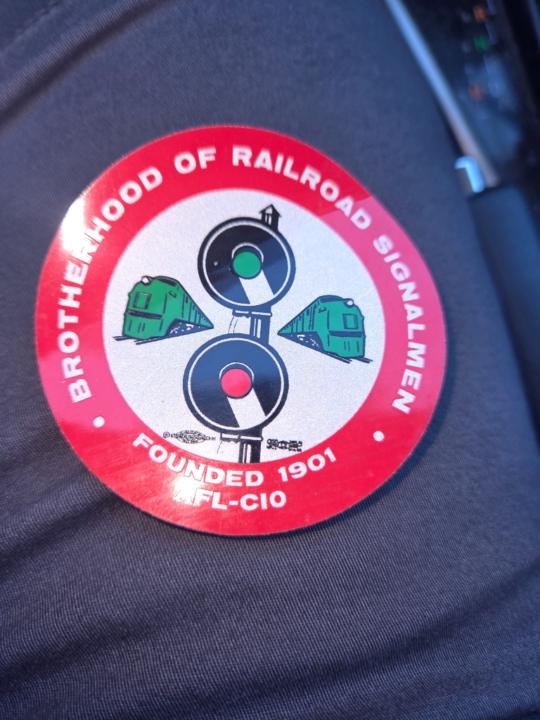 BROTHERHOOD OF RAILROAD SIGNALMEN
FOUNDED 1901
AFL-CIO